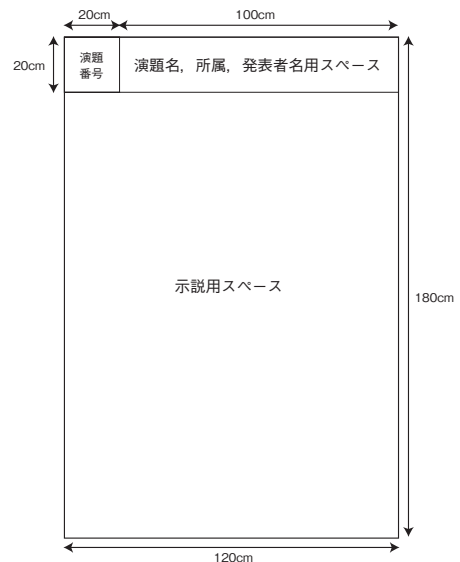 20cm
100cm
20cm
演題
番号
演題名，所属，発表者名用スペース
示説用スペース
180cm
120cm